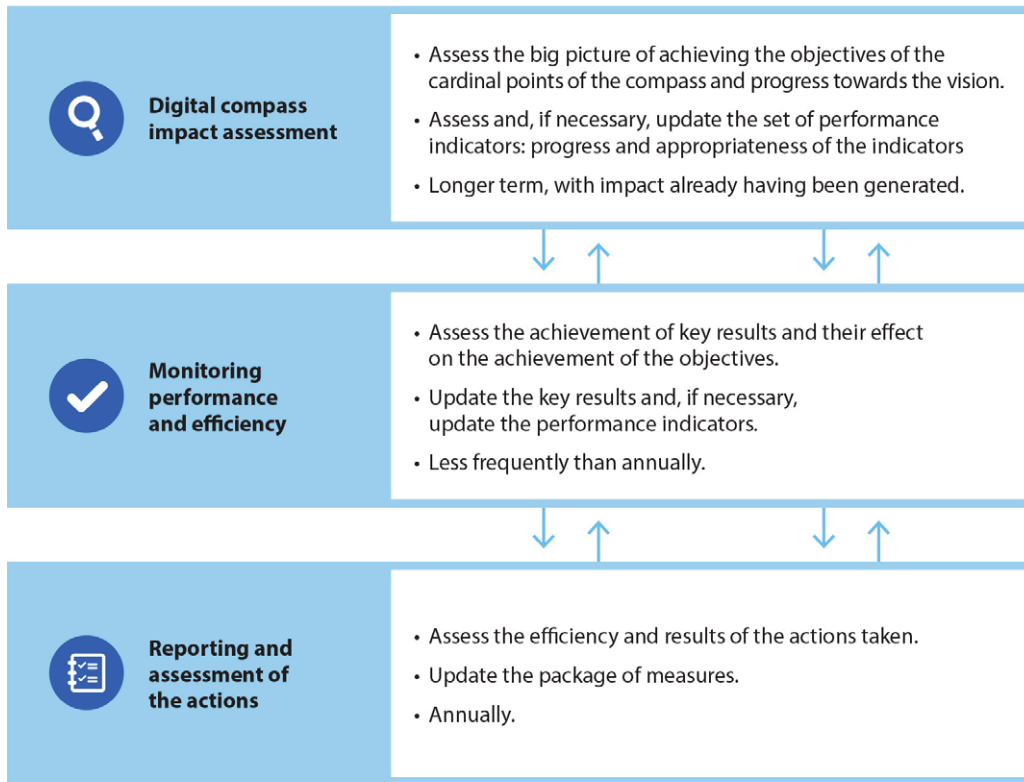 Digital compass
impact assessment
• Assess the big picture of achieving the objectives of the
cardinal points of the compass and progress towards the vision.
• Assess and, if necessary, update the set of performance
indicators: progress and appropriateness of the indicators
• Longer term, with impact already having been generated.
Monitoring
performance
and efficiency
• Assess the achievement of key results and their effect
on the achievement of the objectives.
• Update the key results and, if necessary,
update the performance indicators.
• Less frequently than annually.
Reporting and
assessment of
the actions
• Assess the efficiency and results of the actions taken.
• Update the package of measures.
• Annually.